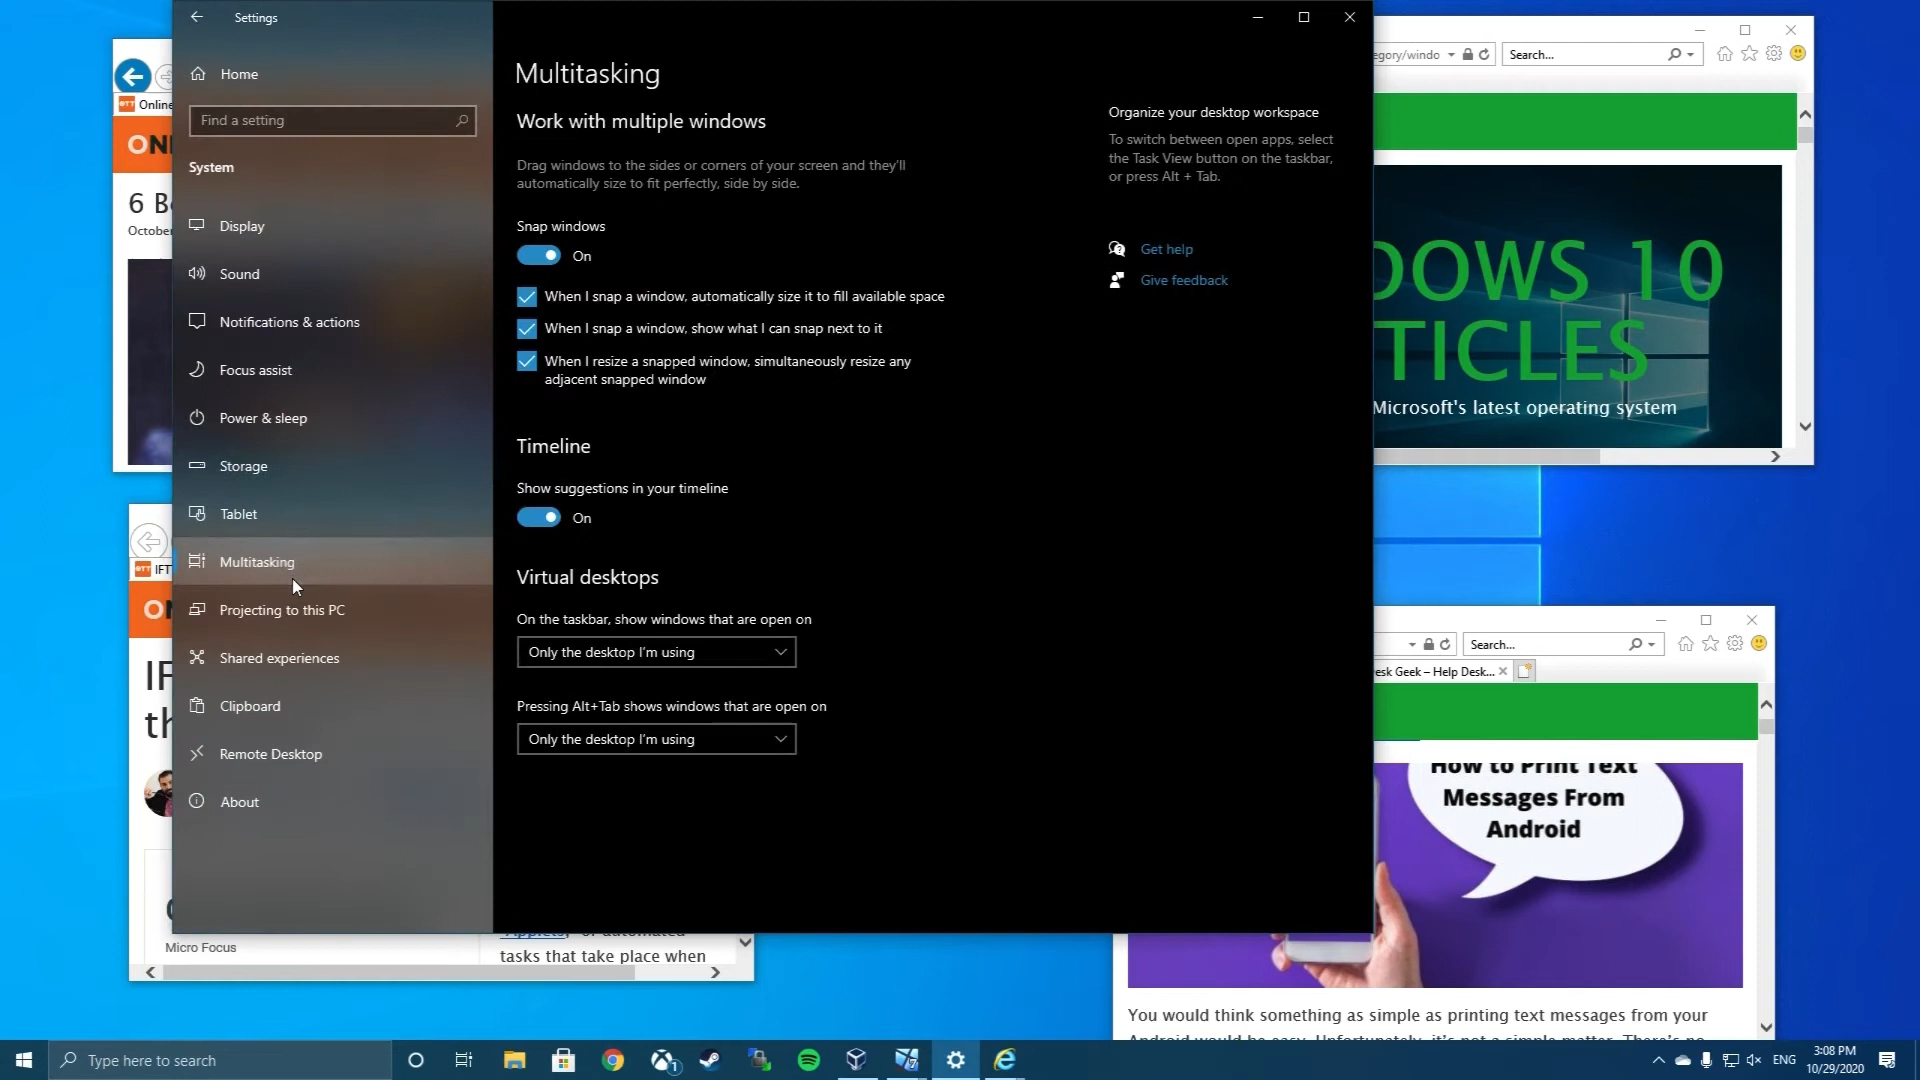 Settings
Home
Find a setting
System
Display
Sound
Notifications & actions
Focus assist
Power & sleep
Storage
Tablet
Multitasking
Projecting to this PC
Shared experiences
Clipboard
Remote Desktop
About
Multitasking
Work with multiple windows
Drag windows to the sides or corners of your screen and they'll
automatically size to fit perfectly, side by side.
Snap windows
On
When I snap a window, automatically size it to fill available space
When I snap a window, show what I can snap next to it
When I resize a snapped window, simultaneously resize any
adjacent snapped window
Timeline
Show suggestions in your timeline
On
Virtual desktops
On the taskbar, show windows that are open on
Only the desktop I'm using
Pressing Alt+Tab shows windows that are open on
Only the desktop I'm using
Organize your desktop workspace
To switch between open apps, select
the Task View button on the taskbar,
or press Alt + Tab.
Get help
Give feedback
OTT Online
ONL
6 B
Octobe
OTT IFT
O
IF
th
Micro Focus
tasks that take place when
egory/windo
Search...
DOWS 10
TICLES
Microsoft's latest operating system
Search...
esk Geek – Help Desk...
How to Print Text
Messages From
Android
You would think something as simple as printing text messages from your
Type here to search
1
ENG
3:08 PM
10/29/2020